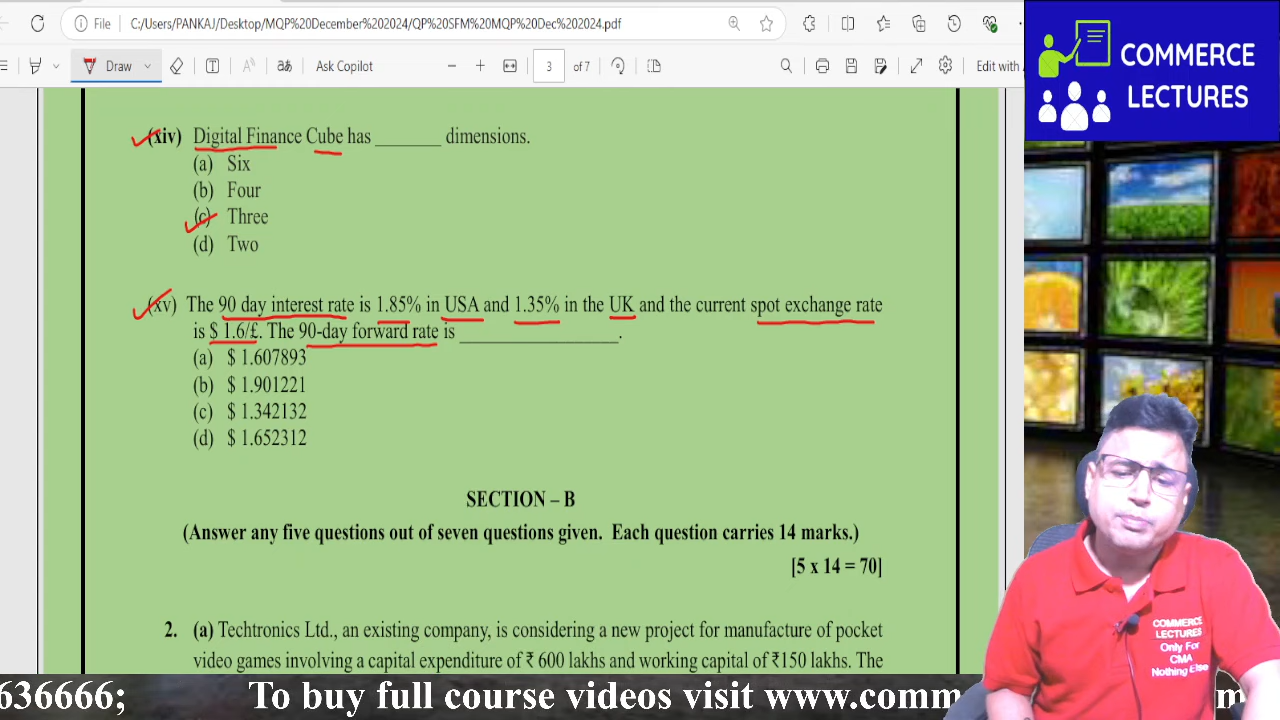 File C:/Users/PANKAJ/Desktop/MQP%20December%202024/QP%20SFM%20MQP%20Dec%202024.pdf
Draw Ask Copilot 3 of 7 Edit with
COMMERCE
LECTURES
(xiv) Digital Finance Cube has ______ dimensions.
(a) Six
(b) Four
(c) Three
(d) Two
(xv) The 90 day interest rate is 1.85% in USA and 1.35% in the UK and the current spot exchange rate
is $ 1.6/£. The 90-day forward rate is ________________.
(a) $ 1.607893
(b) $ 1.901221
(c) $ 1.342132
(d) $ 1.652312
SECTION – B
(Answer any five questions out of seven questions given. Each question carries 14 marks.)
[5 x 14 = 70]
2. (a) Techtronics Ltd., an existing company, is considering a new project for manufacture of pocket
video games involving a capital expenditure of ₹ 600 lakhs and working capital of ₹150 lakhs. The
COMMERCE
LECTURES
Only For
CMA
Nothing Else
636666; To buy full course videos visit www.comm